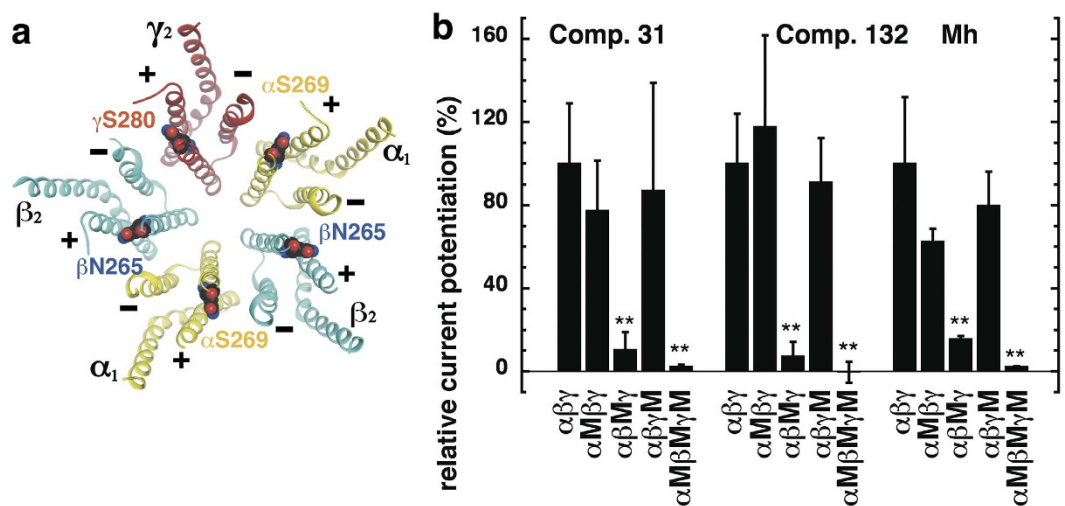 a
γ2
+
−
αS269
+
γS280
α1
−
−
β2
βN265
+
+
βN265
−
−
β2
αS269
α1
+
b
Comp. 31
Comp. 132
Mh
relative current potentiation (%)
160
120
80
40
0
**
**
**
**
**
**
αβγ
αMβγ
αβMγ
αβγM
αMβMγM
αβγ
αMβγ
αβMγ
αβγM
αMβMγM
αβγ
αMβγ
αβMγ
αβγM
αMβMγM